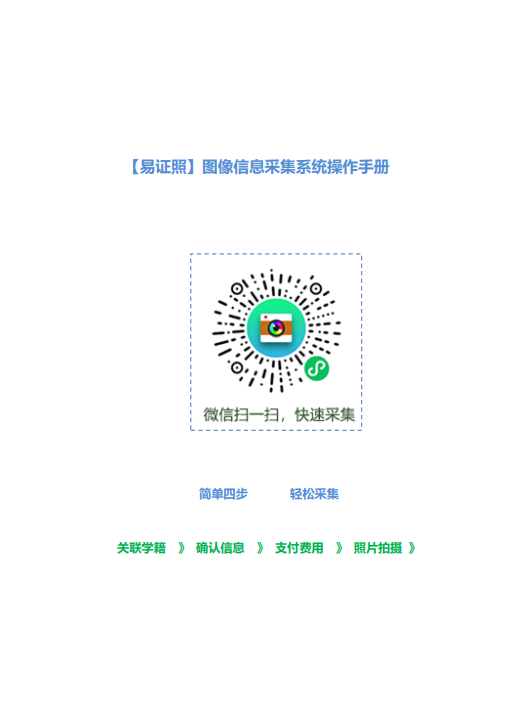 【易证照】图像信息采集系统操作手册
微信扫一扫，快速采集
简单四步 轻松采集
关联学籍 》 确认信息 》 支付费用 》 照片拍摄 》